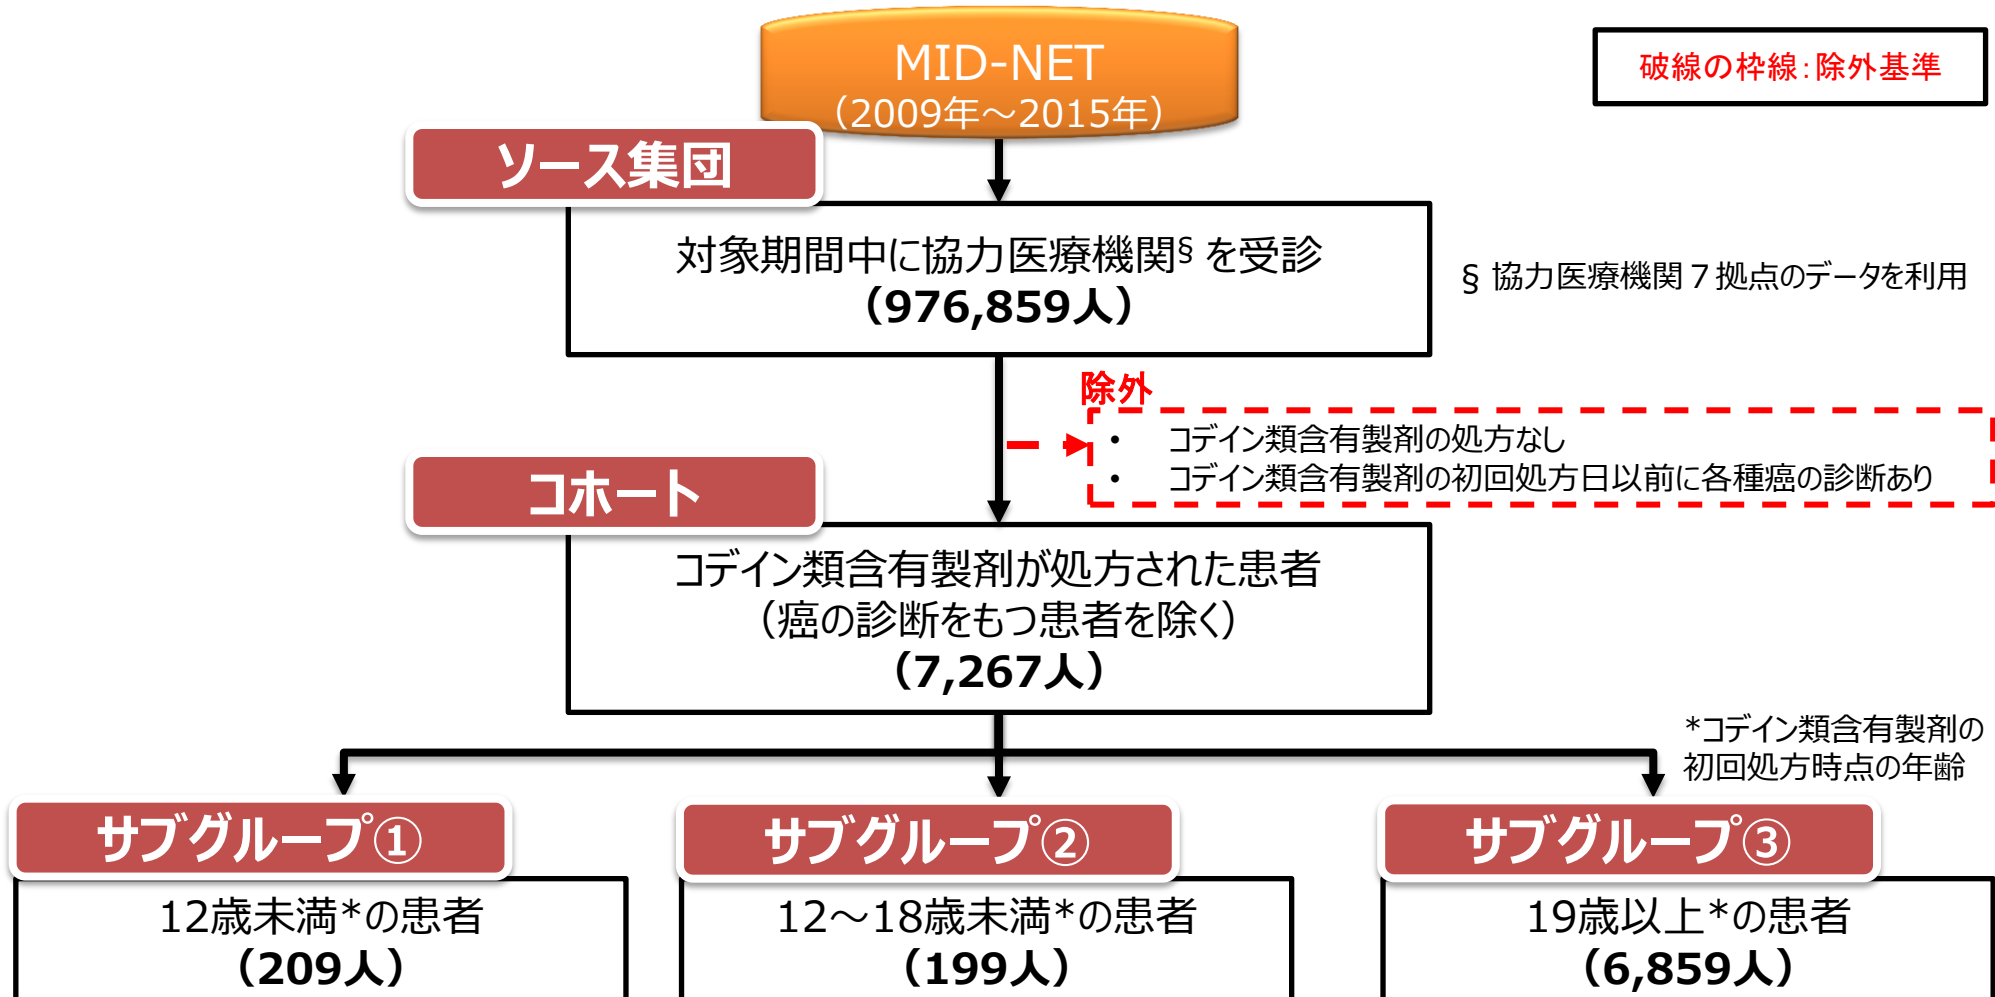 MID-NET
（2009年～2015年）
破線の枠線：除外基準
ソース集団
対象期間中に協力医療機関§ を受診
（976,859人）
§ 協力医療機関７拠点のデータを利用
除外
• コデイン類含有製剤の処方なし
• コデイン類含有製剤の初回処方日以前に各種癌の診断あり
コホート
コデイン類含有製剤が処方された患者
（癌の診断をもつ患者を除く）
（7,267人）
*コデイン類含有製剤の
初回処方時点の年齢
サブグループ①
12歳未満*の患者
（209人）
サブグループ②
12～18歳未満*の患者
（199人）
サブグループ③
19歳以上*の患者
（6,859人）